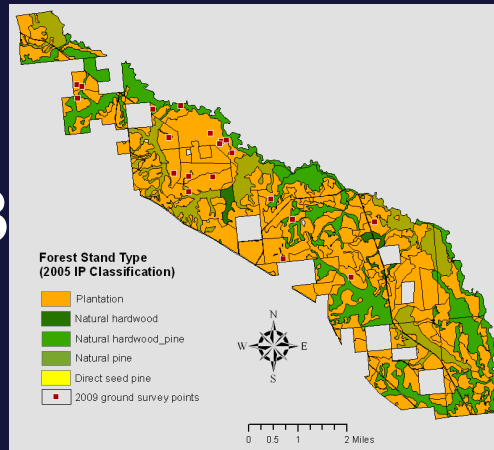 Forest Stand Type
(2005 IP Classification)
Plantation
Natural hardwood
Natural hardwood_pine
Natural pine
Direct seed pine
2009 ground survey points
N
W E
S
0 0.5 1 2 Miles